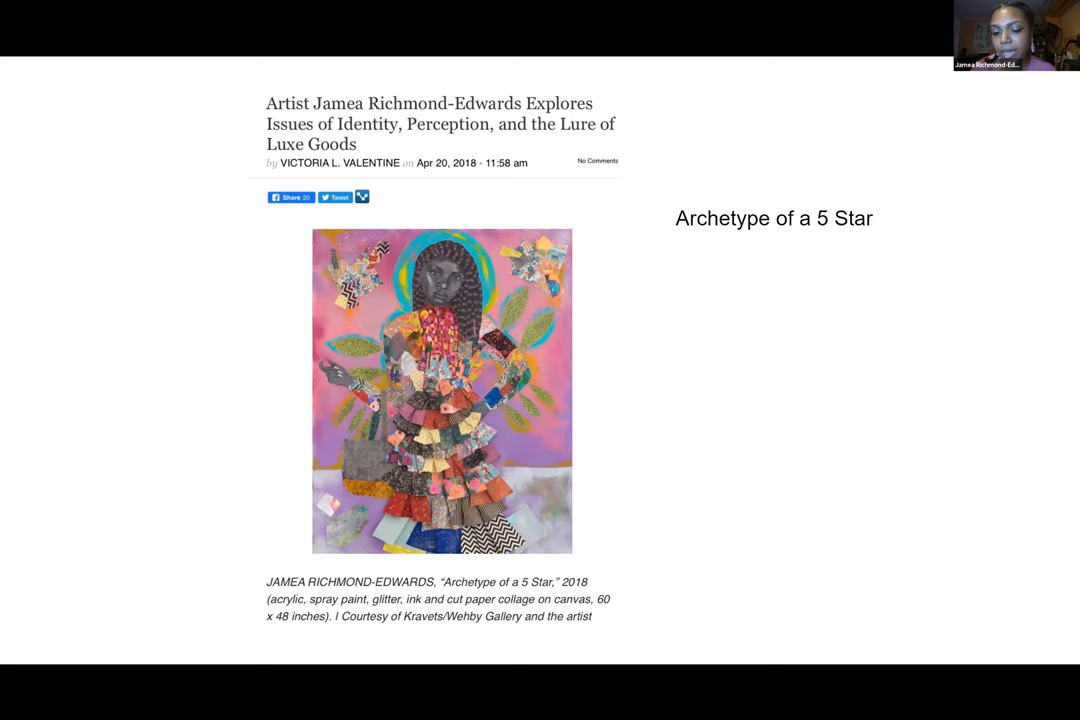 Jamea Richmond-Ed...
Artist Jamea Richmond-Edwards Explores
Issues of Identity, Perception, and the Lure of
Luxe Goods
by VICTORIA L. VALENTINE on Apr 20, 2018 • 11:58 am
No Comments
Share 20
Tweet
Archetype of a 5 Star
JAMEA RICHMOND-EDWARDS, “Archetype of a 5 Star,” 2018
(acrylic, spray paint, glitter, ink and cut paper collage on canvas, 60
x 48 inches). | Courtesy of Kravets/Wehby Gallery and the artist